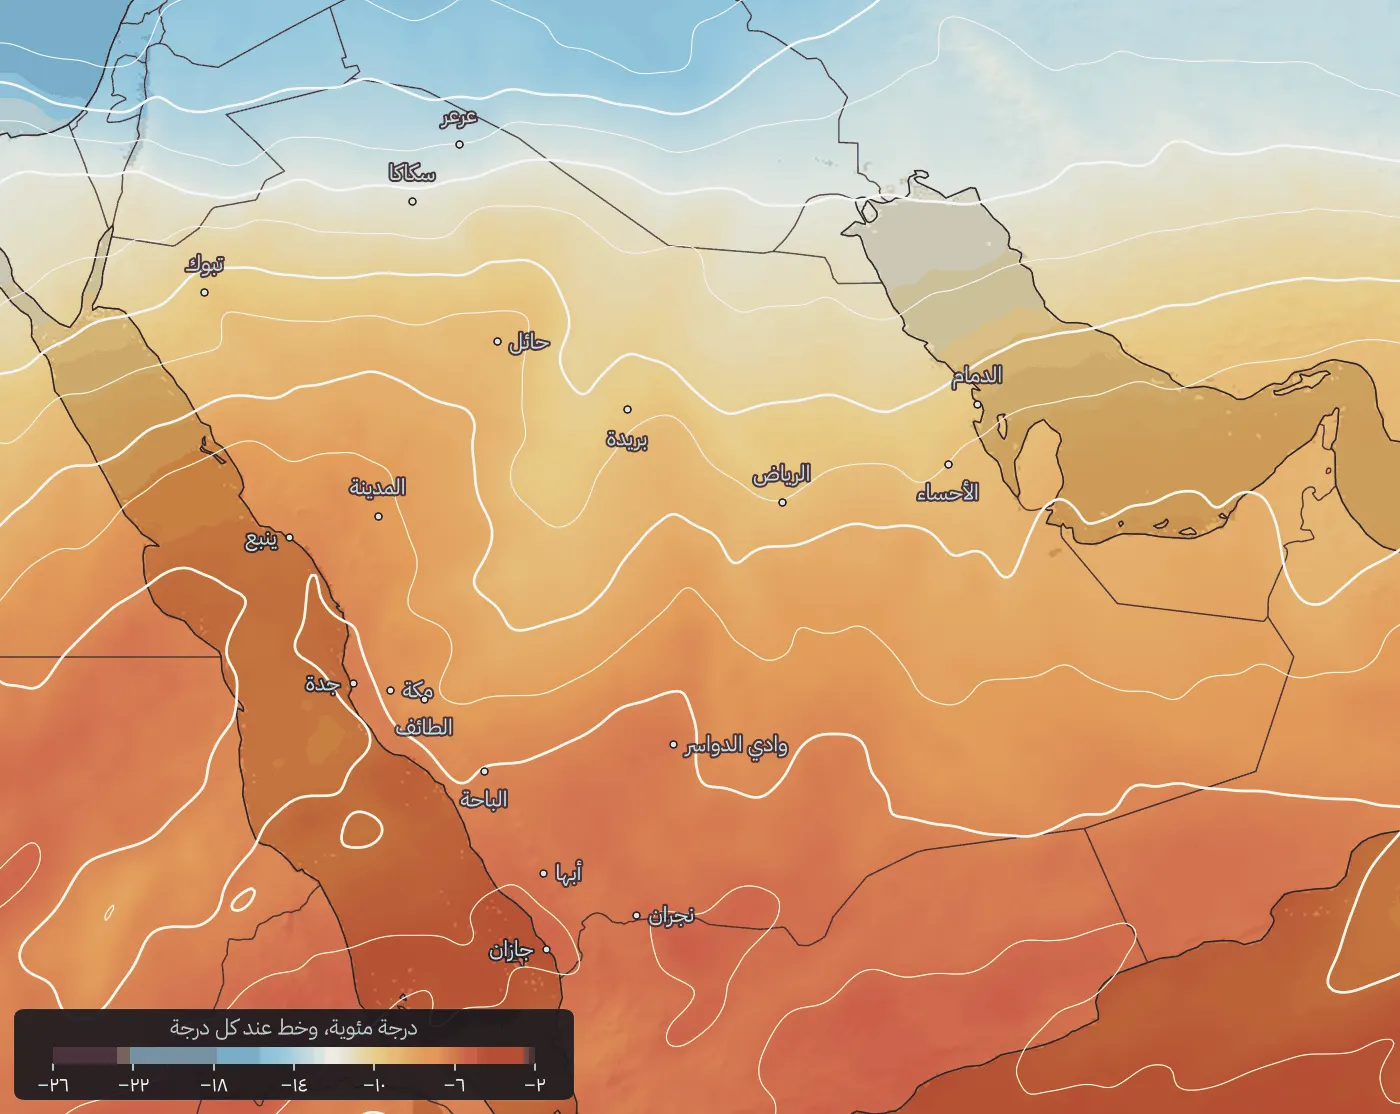 عرعر
سكاكا
تبوك
حائل
الدمام
بريدة
الرياض
الأحساء
المدينة
ينبع
جدة
مكة
الطائف
وادي الدواسر
الباحة
أبها
نجران
جازان
درجة مئوية، وخط عند كل درجة
−٢٦ −٢٢ −١٨ −١٤ −١٠ −٦ −٢